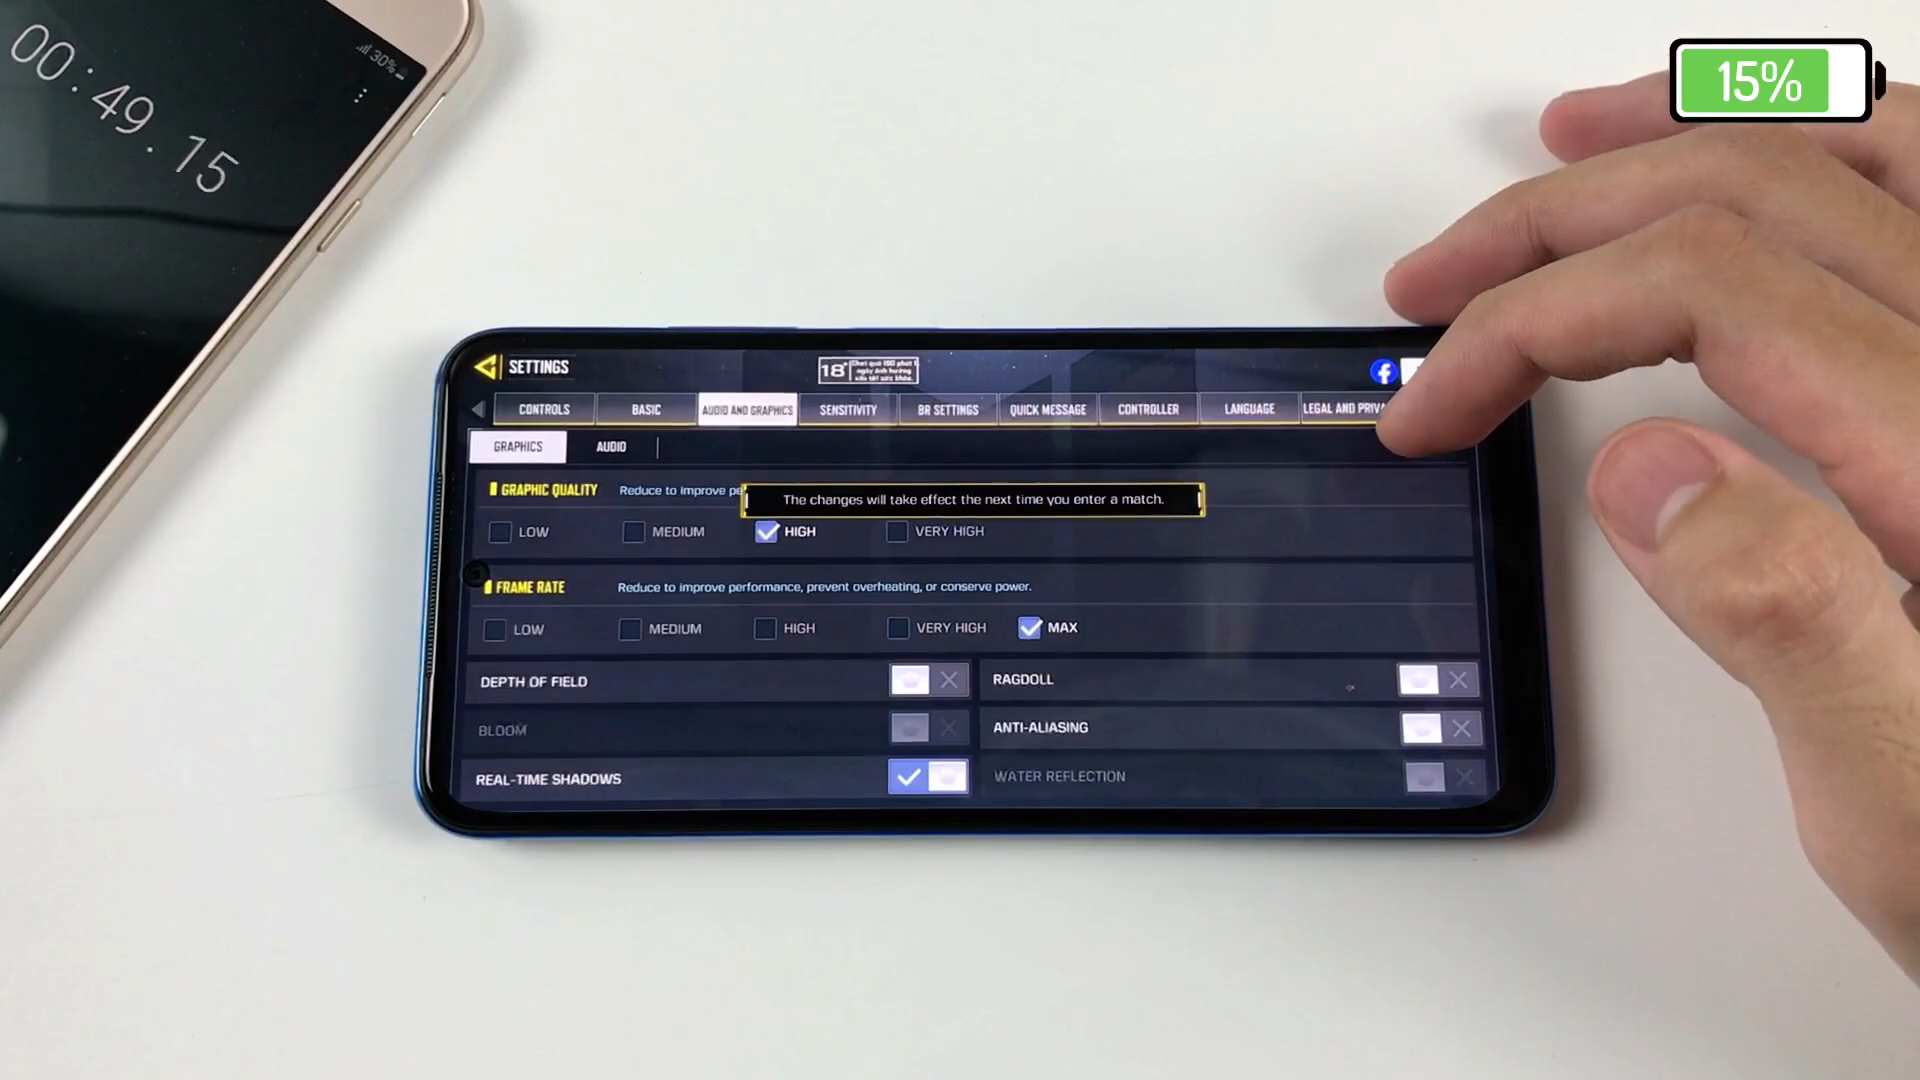 00:49.15
30%
15%
SETTINGS
18+
CONTROLS
BASIC
AUDIO AND GRAPHICS
SENSITIVITY
BR SETTINGS
QUICK MESSAGE
CONTROLLER
LANGUAGE
LEGAL AND
GRAPHICS
AUDIO
GRAPHIC QUALITY
Reduce to improve
The changes will take effect the next time you enter a match.
LOW
MEDIUM
HIGH
VERY HIGH
FRAME RATE
Reduce to improve performance, prevent overheating, or conserve power.
LOW
MEDIUM
HIGH
VERY HIGH
MAX
DEPTH OF FIELD
RAGDOLL
BLOOM
ANTI-ALIASING
REAL-TIME SHADOWS
WATER REFLECTION